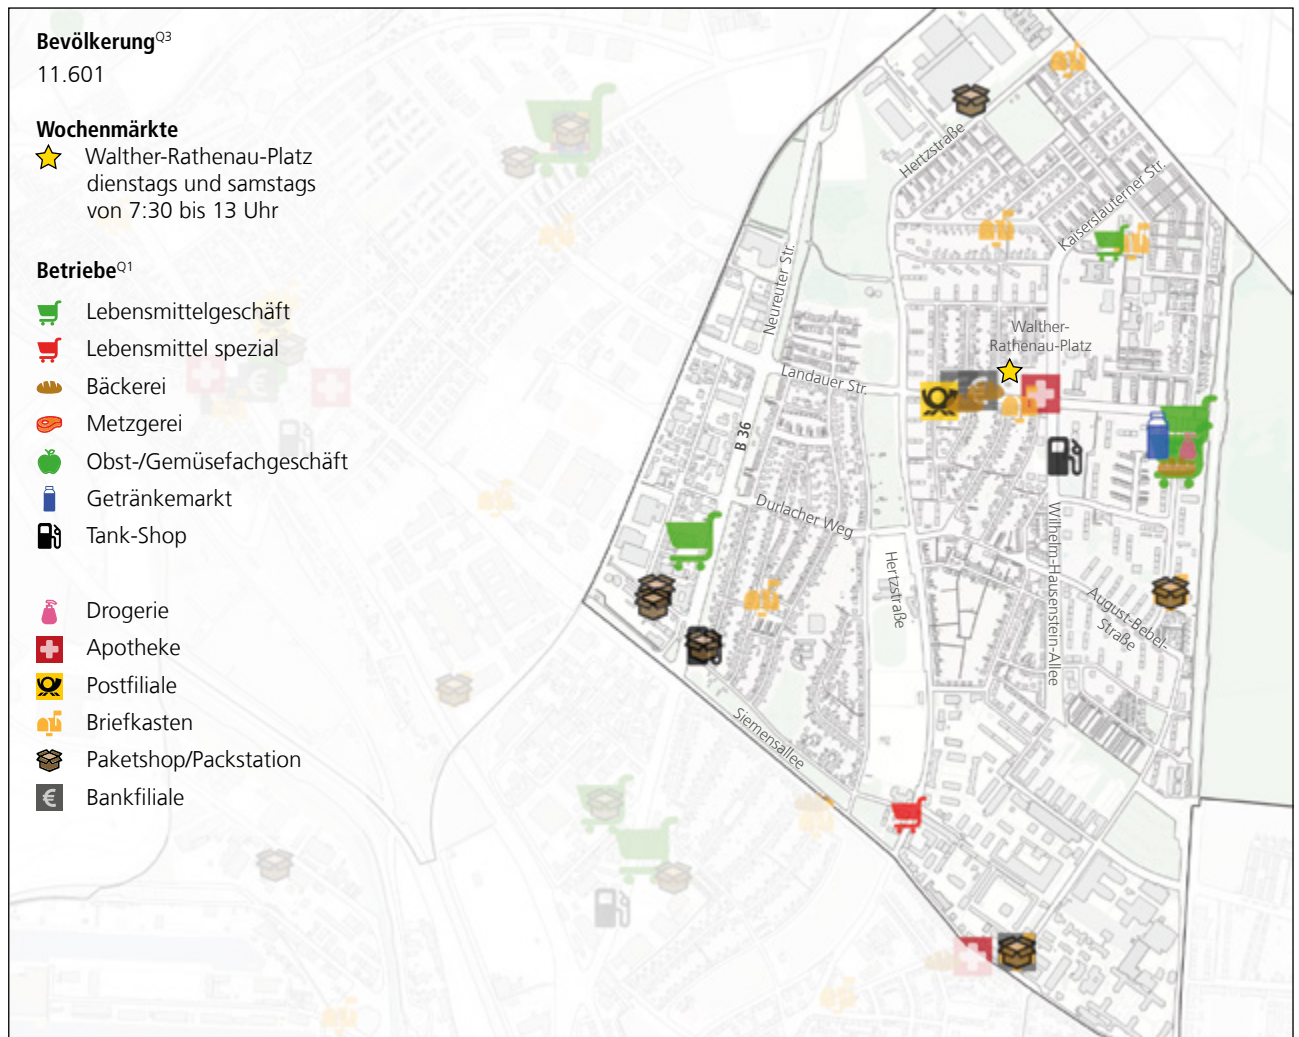 Bevölkerung Q3
11.601
Wochenmärkte
Walther-Rathenau-Platz
dienstags und samstags
von 7:30 bis 13 Uhr
Betriebe Q1
Lebensmittelgeschäft
Lebensmittel spezial
Bäckerei
Metzgerei
Obst-/Gemüsefachgeschäft
Getränkemarkt
Tank-Shop
Drogerie
Apotheke
Postfiliale
Briefkasten
Paketshop/Packstation
Bankfiliale
Hertzstraße
Kaiserslauterner Str.
Neureuter Str.
Walther-
Rathenau-Platz
Landauer Str.
B 36
Durlacher Weg
Hertzstraße
Wilhelm-Hausenstein-Allee
August-Bebel-
Straße
Siemensallee